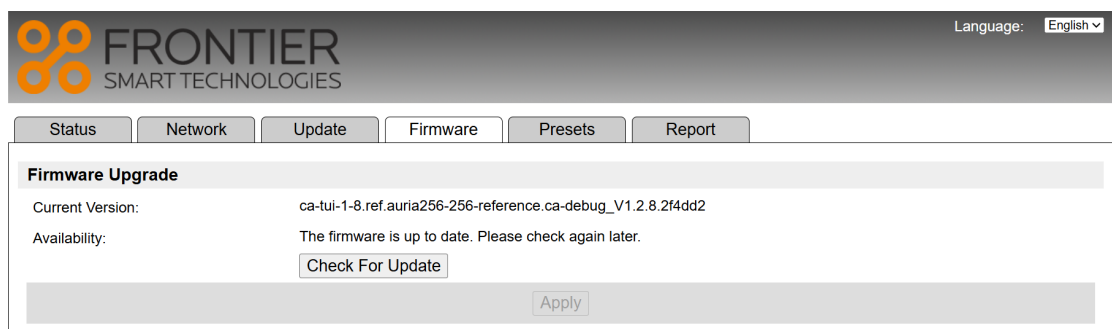 FRONTIER
SMART TECHNOLOGIES
Language: English
Status Network Update Firmware Presets Report
Firmware Upgrade
Current Version: ca-tui-1-8.ref.auria256-256-reference.ca-debug_V1.2.8.2f4dd2
Availability: The firmware is up to date. Please check again later.
Check For Update
Apply